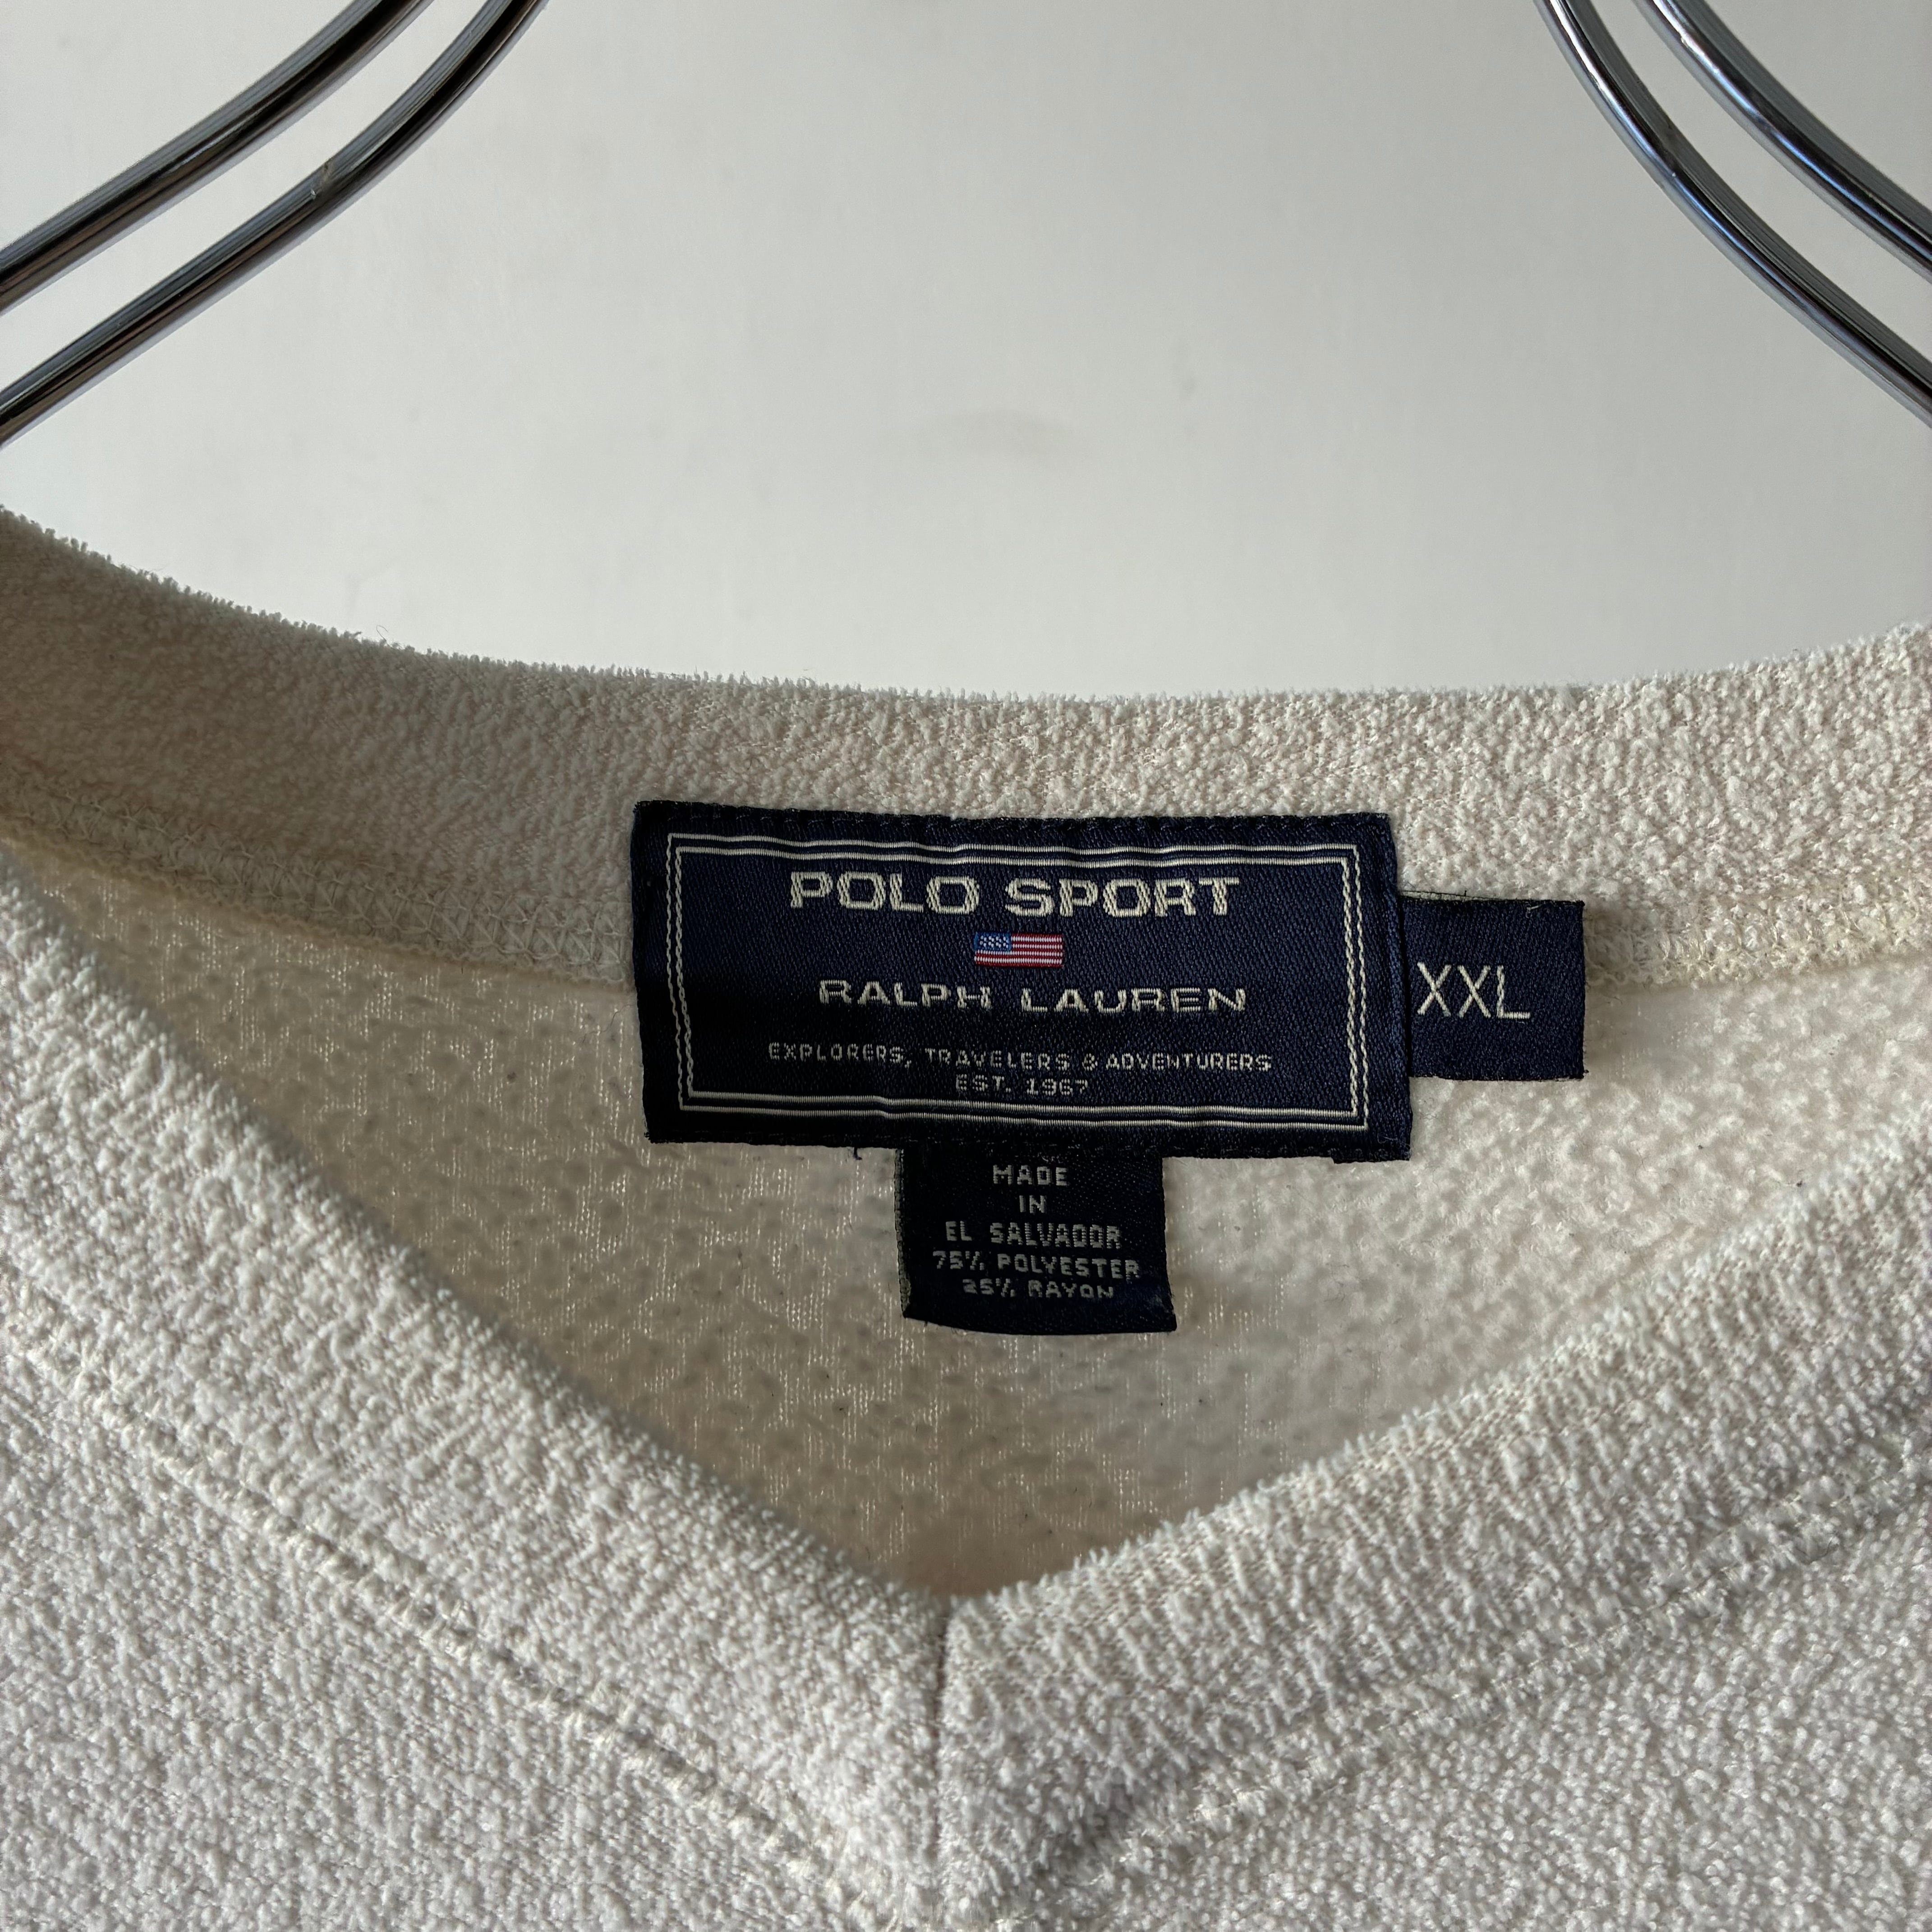 POLO SPORT
RALPH LAUREN
EXPLORERS, TRAVELERS & ADVENTURERS
EST. 1967
XXL
MADE
IN
EL SALVADOR
75% POLYESTER
25% RAYON